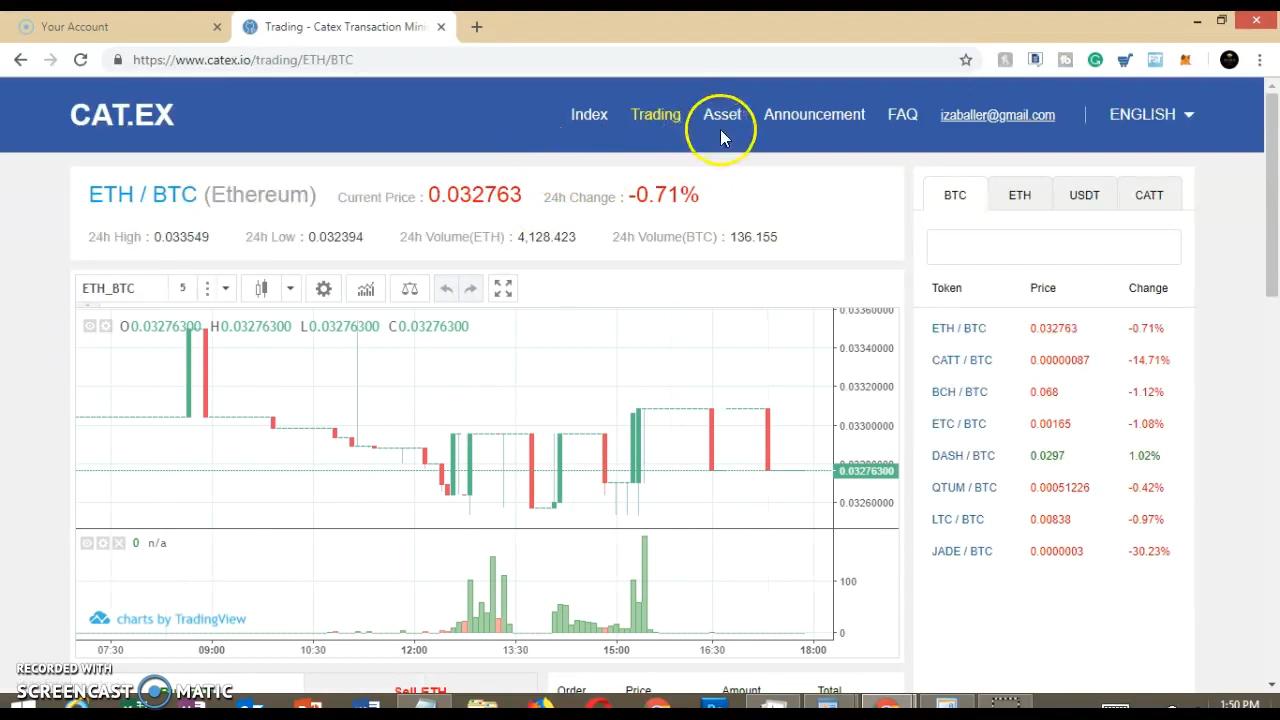 Your Account
Trading - Catex Transaction Mini
https://www.catex.io/trading/ETH/BTC
CAT.EX
Index Trading Asset Announcement FAQ izaballer@gmail.com ENGLISH
ETH / BTC (Ethereum) Current Price : 0.032763 24h Change : -0.71%
24h High : 0.033549 24h Low : 0.032394 24h Volume(ETH) : 4,128.423 24h Volume(BTC) : 136.155
BTC ETH USDT CATT
ETH_BTC 5
Token Price Change
ETH / BTC 0.032763 -0.71%
CATT / BTC 0.00000087 -14.71%
BCH / BTC 0.068 -1.12%
ETC / BTC 0.00165 -1.08%
DASH / BTC 0.0297 1.02%
QTUM / BTC 0.00051226 -0.42%
LTC / BTC 0.00838 -0.97%
JADE / BTC 0.0000003 -30.23%
O0.03276300 H0.03276300 L0.03276300 C0.03276300
0.03360000
0.03340000
0.03320000
0.03300000
0.03276300
0.03260000
0 n/a
100
0
charts by TradingView
07:30 09:00 10:30 12:00 13:30 15:00 16:30 18:00
RECORDED WITH
SCREENCAST MATIC
Sell ETH
Order Price Amount Total
1:50 PM